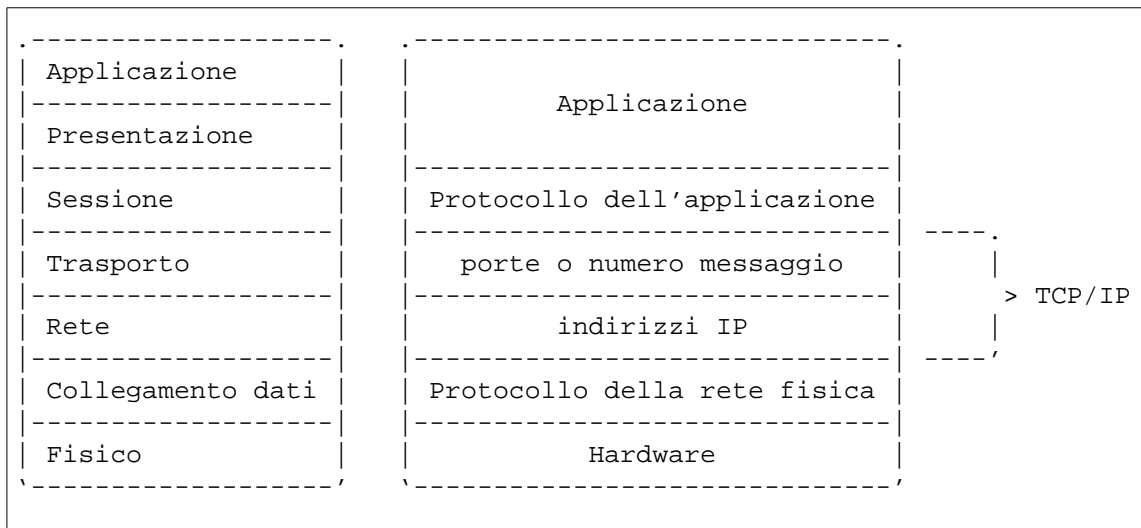 Applicazione
Applicazione
Presentazione
Sessione
Protocollo dell'applicazione
Trasporto
porte o numero messaggio
> TCP/IP
Rete
indirizzi IP
Collegamento dati
Protocollo della rete fisica
Fisico
Hardware